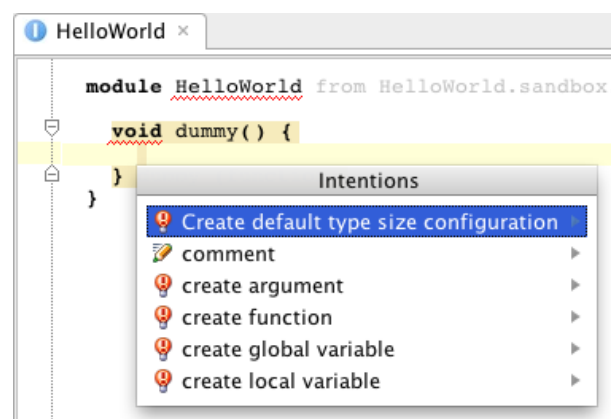 HelloWorld ×
module HelloWorld from HelloWorld.sandbox
void dummy() {
}
}
Intentions
Create default type size configuration
comment
create argument
create function
create global variable
create local variable